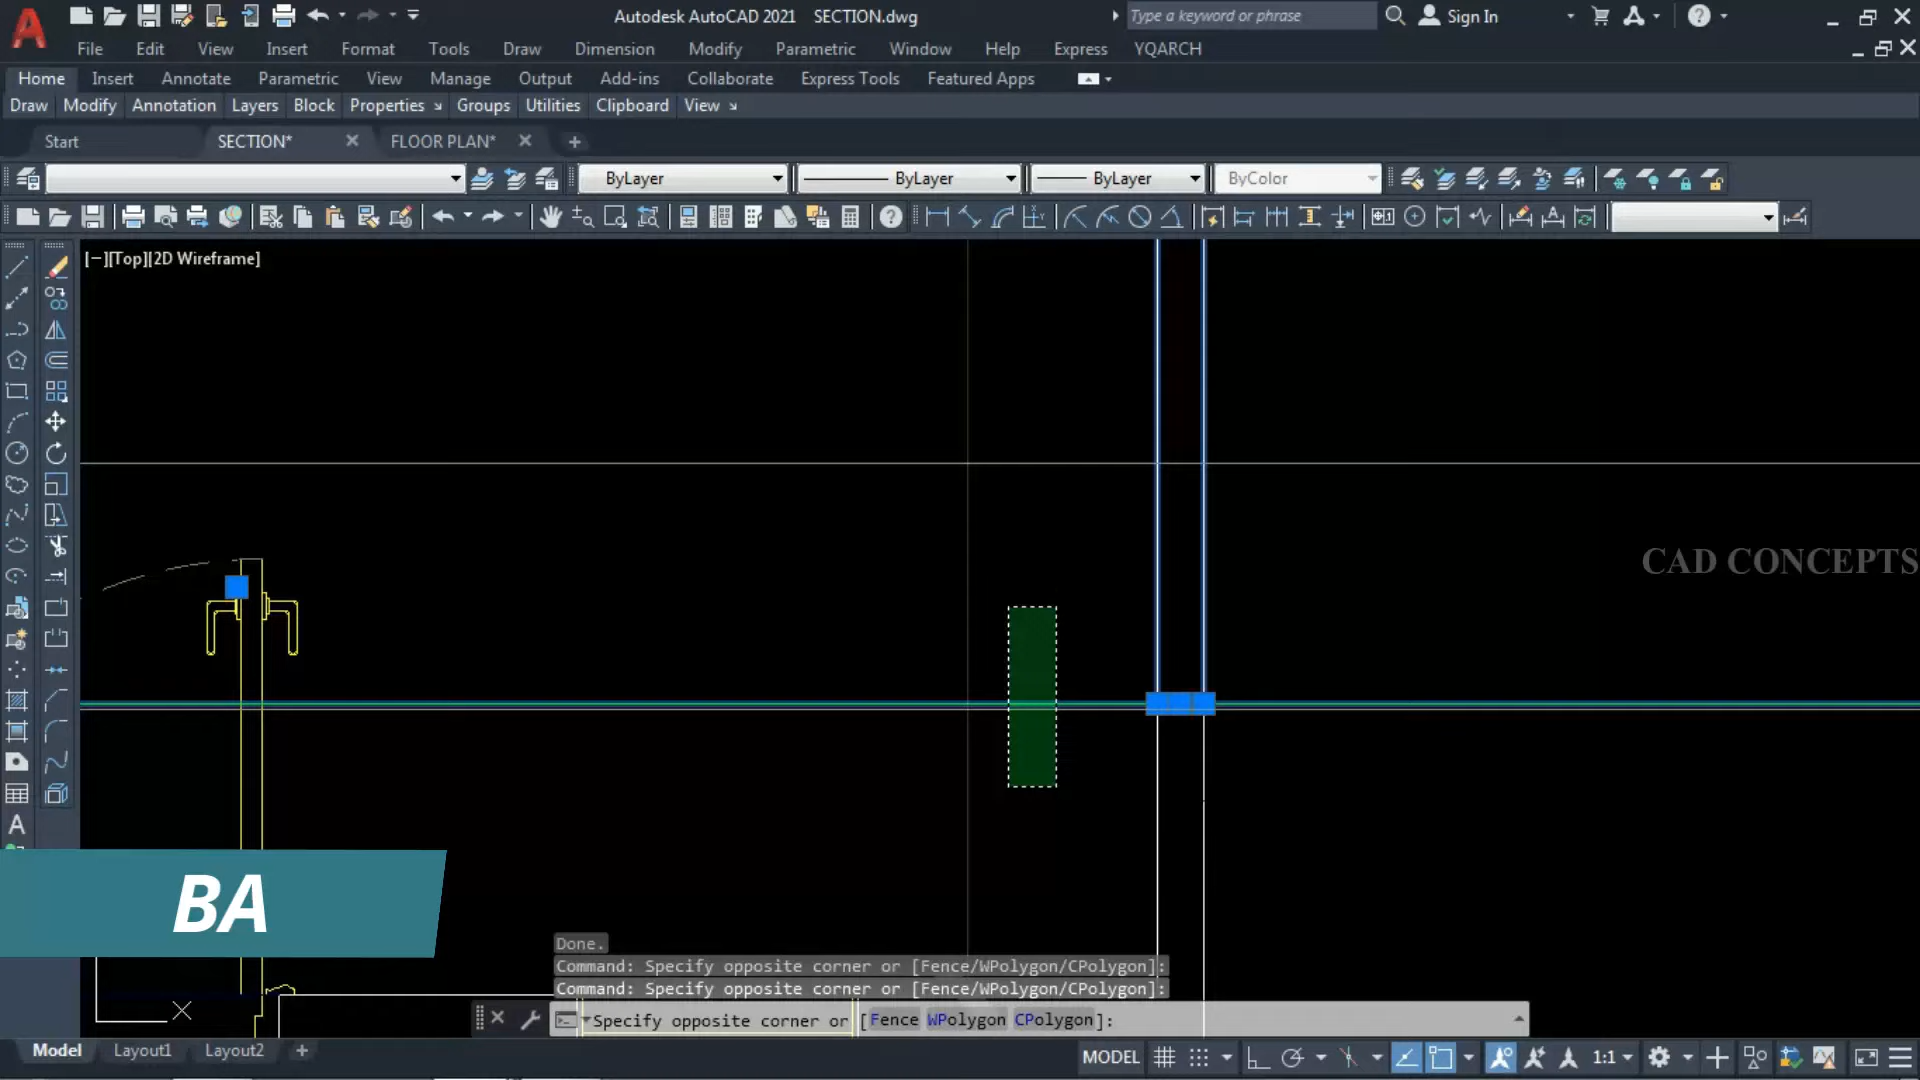 Autodesk AutoCAD 2021 SECTION.dwg
Type a keyword or phrase
Sign In
File Edit View Insert Format Tools Draw Dimension Modify Parametric Window Help Express YQARCH
Home Insert Annotate Parametric View Manage Output Add-ins Collaborate Express Tools Featured Apps
Draw Modify Annotation Layers Block Properties Groups Utilities Clipboard View
Start SECTION* FLOOR PLAN*
ByLayer ByLayer ByLayer ByColor
[−][Top][2D Wireframe]
CAD CONCEPTS
BA
Done.
Command: Specify opposite corner or [Fence/WPolygon/CPolygon]:
Command: Specify opposite corner or [Fence/WPolygon/CPolygon]:
Specify opposite corner or [Fence WPolygon CPolygon]:
Model Layout1 Layout2
MODEL 1:1